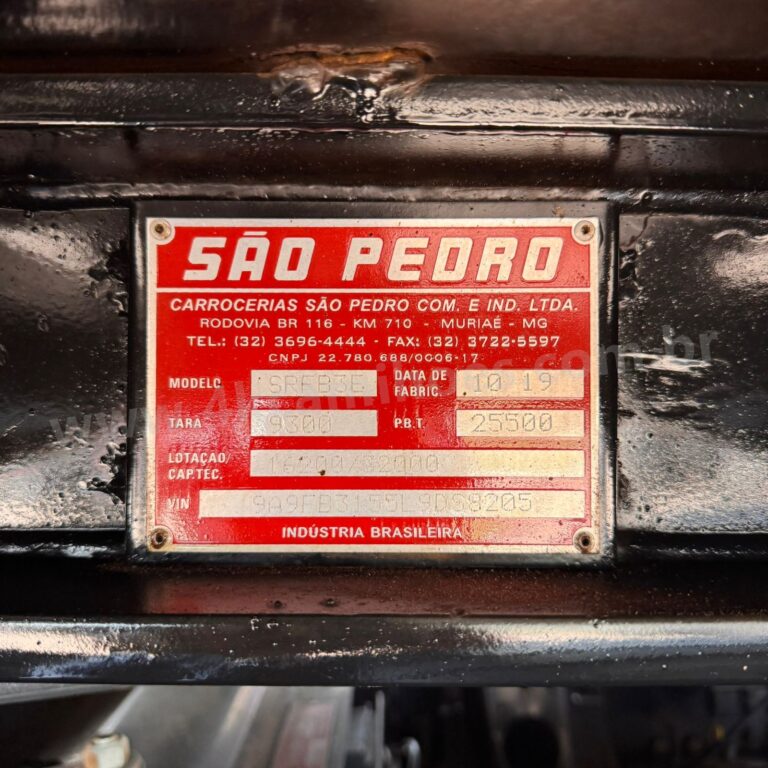 SÃO PEDRO
CARROCERIAS SÃO PEDRO COM. E IND. LTDA.
RODOVIA BR 116 - KM 710 - MURIAÉ - MG
TEL.: (32) 3696-4444 - FAX: (32) 3722-5597
CNPJ 22.780.688/0006-17
MODELO SRFB3E DATA DE FABRIC. 10 19
TARA 9300 P.B.T. 25500
LOTAÇÃO/CAP.TEC. 16200/32000
VIN
INDÚSTRIA BRASILEIRA